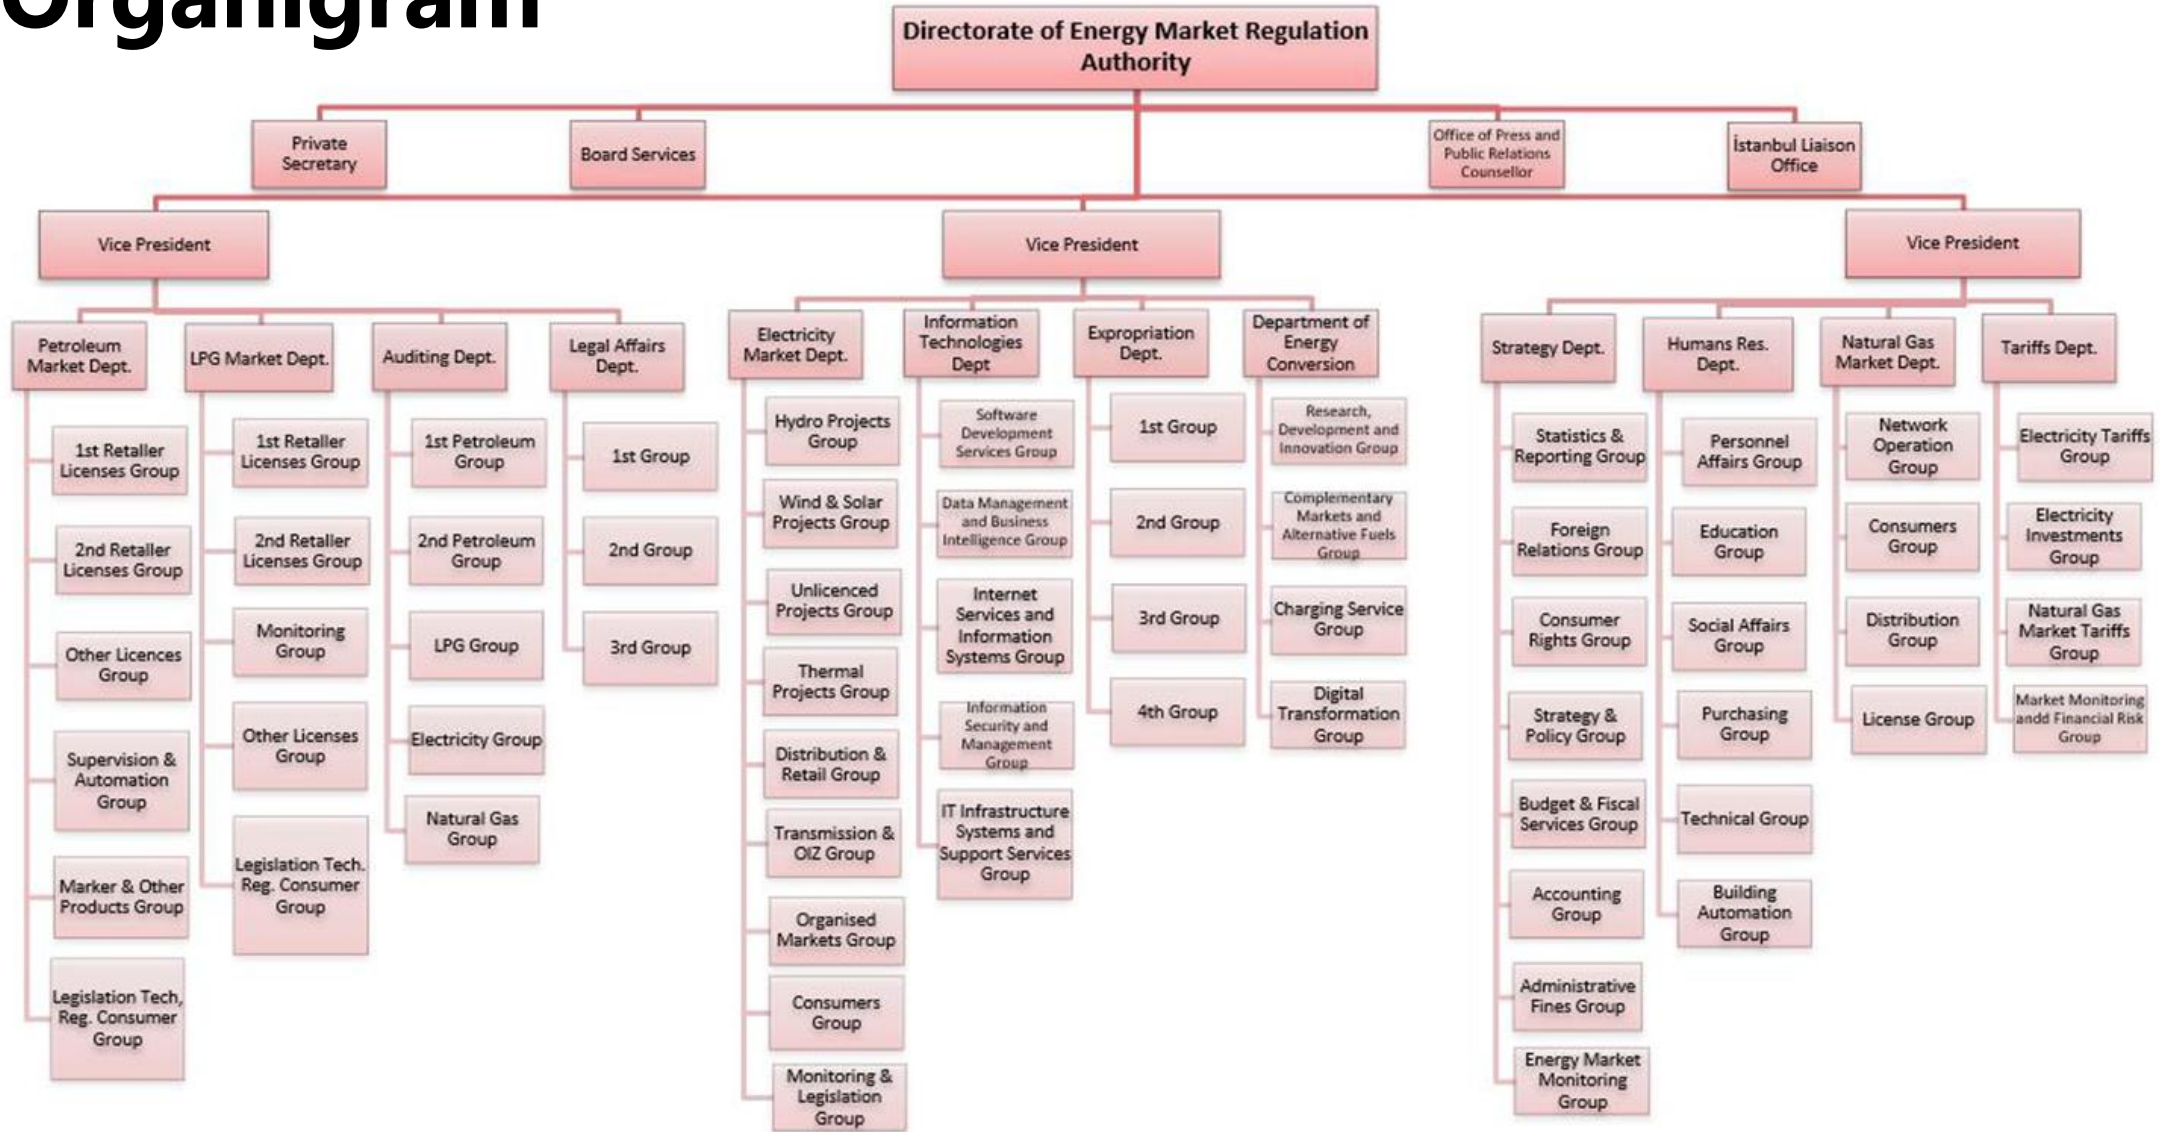 Organigram
Directorate of Energy Market Regulation
Authority
Private
Secretary
Board Services
Office of Press and
Public Relations
Counsellor
İstanbul Liaison
Office
Vice President
Vice President
Vice President
Petroleum
Market Dept.
LPG Market Dept.
Auditing Dept.
Legal Affairs
Dept.
Electricity
Market Dept.
Information
Technologies
Dept
Expropriation
Dept.
Department of
Energy
Conversion
Strategy Dept.
Humans Res.
Dept.
Natural Gas
Market Dept.
Tariffs Dept.
1st Retaller
Licenses Group
2nd Retaller
Licenses Group
Other Licences
Group
Supervision &
Automation
Group
Marker & Other
Products Group
Legislation Tech,
Reg. Consumer
Group
1st Retaller
Licenses Group
2nd Retaller
Licenses Group
Monitoring
Group
Other Licenses
Group
Legislation Tech.
Reg. Consumer
Group
1st Petroleum
Group
2nd Petroleum
Group
LPG Group
Electricity Group
Natural Gas
Group
1st Group
2nd Group
3rd Group
Hydro Projects
Group
Wind & Solar
Projects Group
Unlicenced
Projects Group
Thermal
Projects Group
Distribution &
Retail Group
Transmission &
OIZ Group
Organised
Markets Group
Consumers
Group
Monitoring &
Legislation
Group
Software
Development
Services Group
Data Management
and Business
Intelligence Group
Internet
Services and
Information
Systems Group
Information
Security and
Management
Group
IT Infrastructure
Systems and
Support Services
Group
1st Group
2nd Group
3rd Group
4th Group
Research,
Development and
Innovation Group
Complementary
Markets and
Alternative Fuels
Group
Charging Service
Group
Digital
Transformation
Group
Statistics &
Reporting Group
Foreign
Relations Group
Consumer
Rights Group
Strategy &
Policy Group
Budget & Fiscal
Services Group
Accounting
Group
Administrative
Fines Group
Energy Market
Monitoring
Group
Personnel
Affairs Group
Education
Group
Social Affairs
Group
Purchasing
Group
Technical Group
Building
Automation
Group
Network
Operation
Group
Consumers
Group
Distribution
Group
License Group
Electricity Tariffs
Group
Electricity
Investments
Group
Natural Gas
Market Tariffs
Group
Market Monitoring
andd Financial Risk
Group